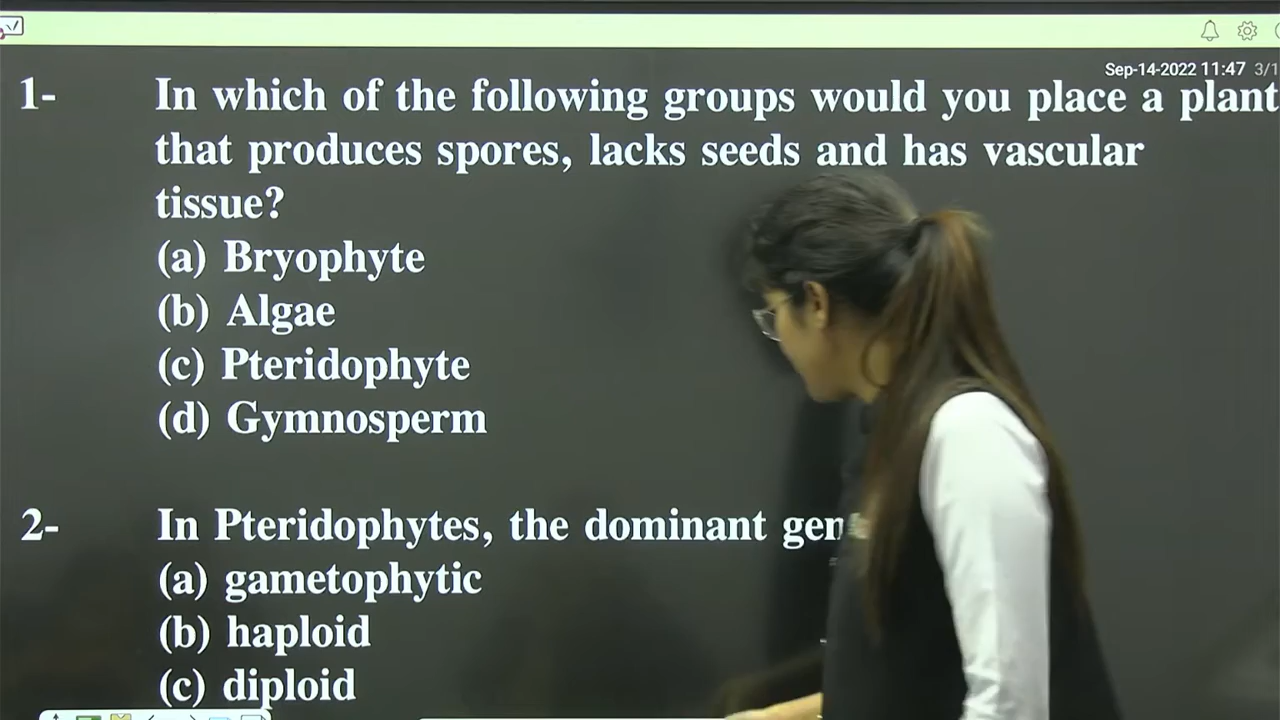 Sep-14-2022 11:47 3/1
1- In which of the following groups would you place a plant
that produces spores, lacks seeds and has vascular
tissue?
(a) Bryophyte
(b) Algae
(c) Pteridophyte
(d) Gymnosperm
2- In Pteridophytes, the dominant gen
(a) gametophytic
(b) haploid
(c) diploid